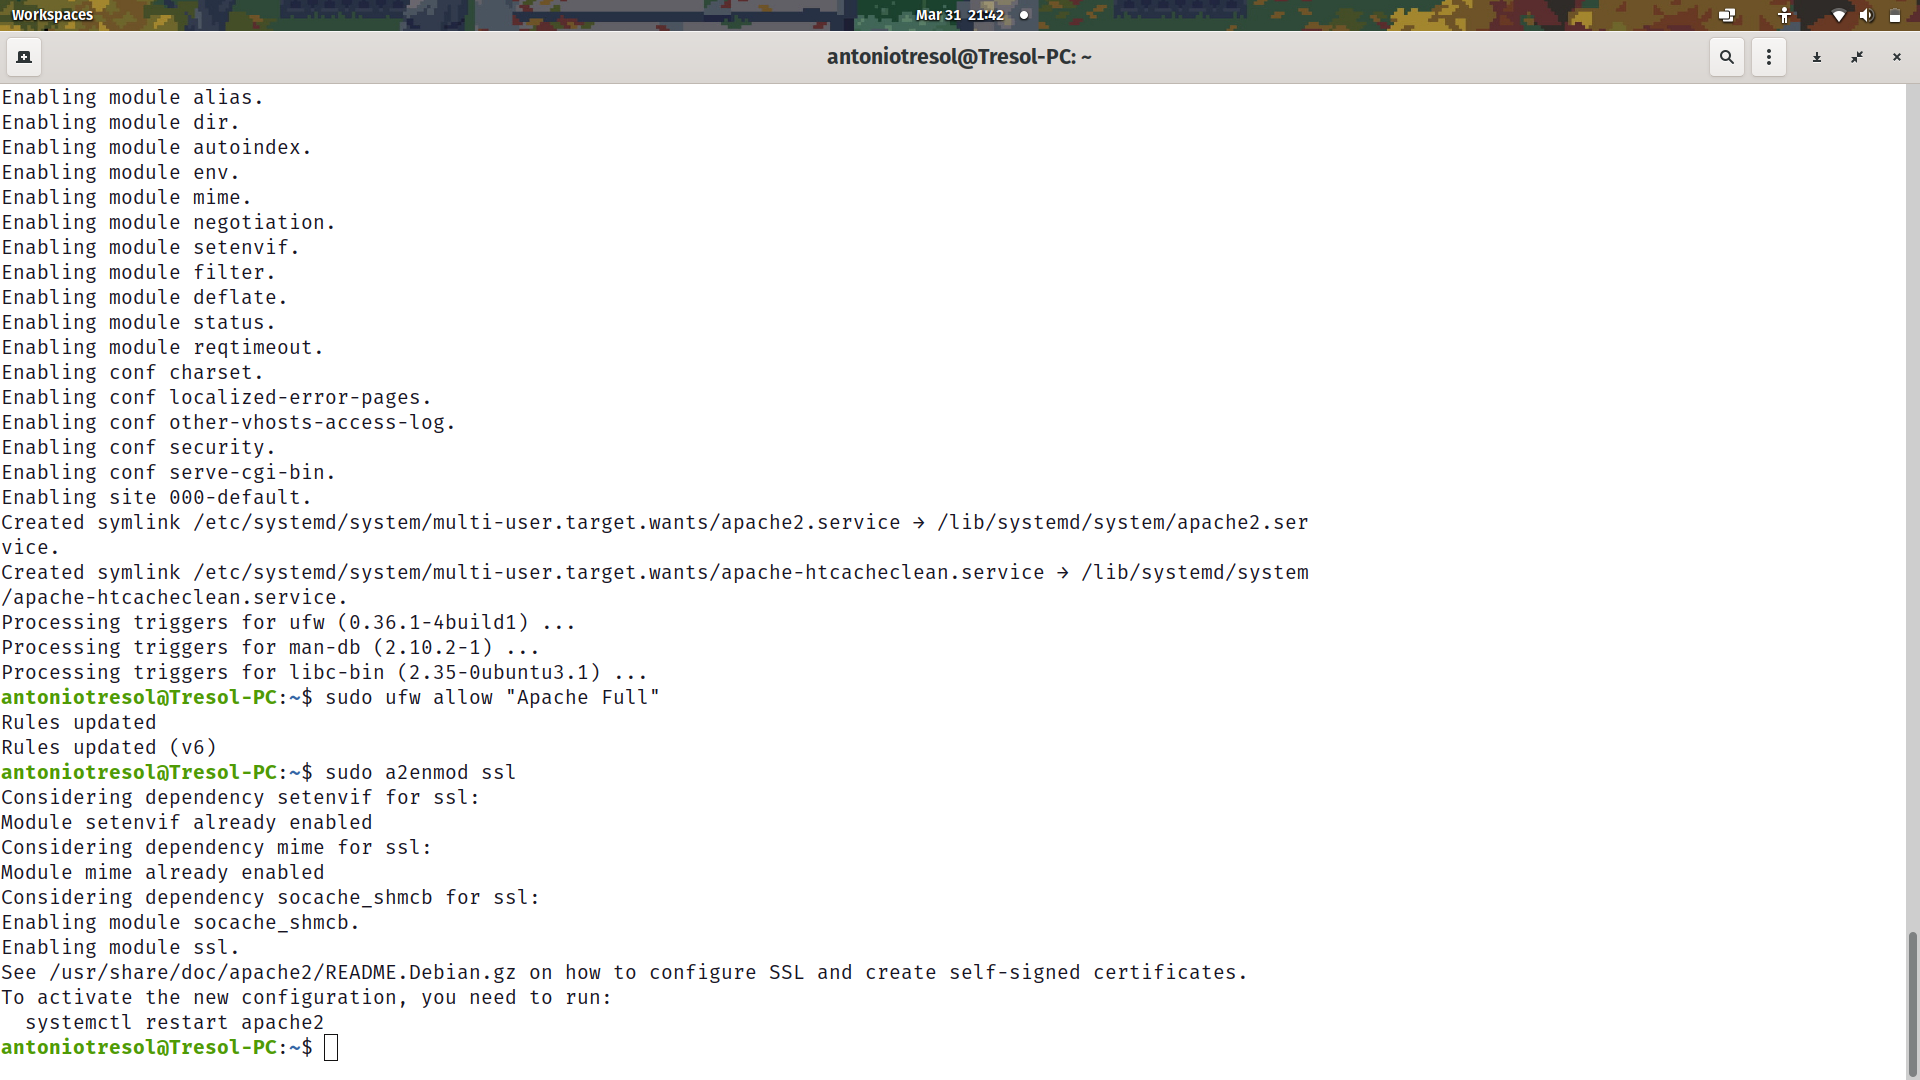 Workspaces
Mar 31 21:42
antoniotresol@Tresol-PC: ~
Enabling module alias.
Enabling module dir.
Enabling module autoindex.
Enabling module env.
Enabling module mime.
Enabling module negotiation.
Enabling module setenvif.
Enabling module filter.
Enabling module deflate.
Enabling module status.
Enabling module reqtimeout.
Enabling conf charset.
Enabling conf localized-error-pages.
Enabling conf other-vhosts-access-log.
Enabling conf security.
Enabling conf serve-cgi-bin.
Enabling site 000-default.
Created symlink /etc/systemd/system/multi-user.target.wants/apache2.service → /lib/systemd/system/apache2.ser
vice.
Created symlink /etc/systemd/system/multi-user.target.wants/apache-htcacheclean.service → /lib/systemd/system
/apache-htcacheclean.service.
Processing triggers for ufw (0.36.1-4build1) ...
Processing triggers for man-db (2.10.2-1) ...
Processing triggers for libc-bin (2.35-0ubuntu3.1) ...
antoniotresol@Tresol-PC:~$ sudo ufw allow "Apache Full"
Rules updated
Rules updated (v6)
antoniotresol@Tresol-PC:~$ sudo a2enmod ssl
Considering dependency setenvif for ssl:
Module setenvif already enabled
Considering dependency mime for ssl:
Module mime already enabled
Considering dependency socache_shmcb for ssl:
Enabling module socache_shmcb.
Enabling module ssl.
See /usr/share/doc/apache2/README.Debian.gz on how to configure SSL and create self-signed certificates.
To activate the new configuration, you need to run:
  systemctl restart apache2
antoniotresol@Tresol-PC:~$